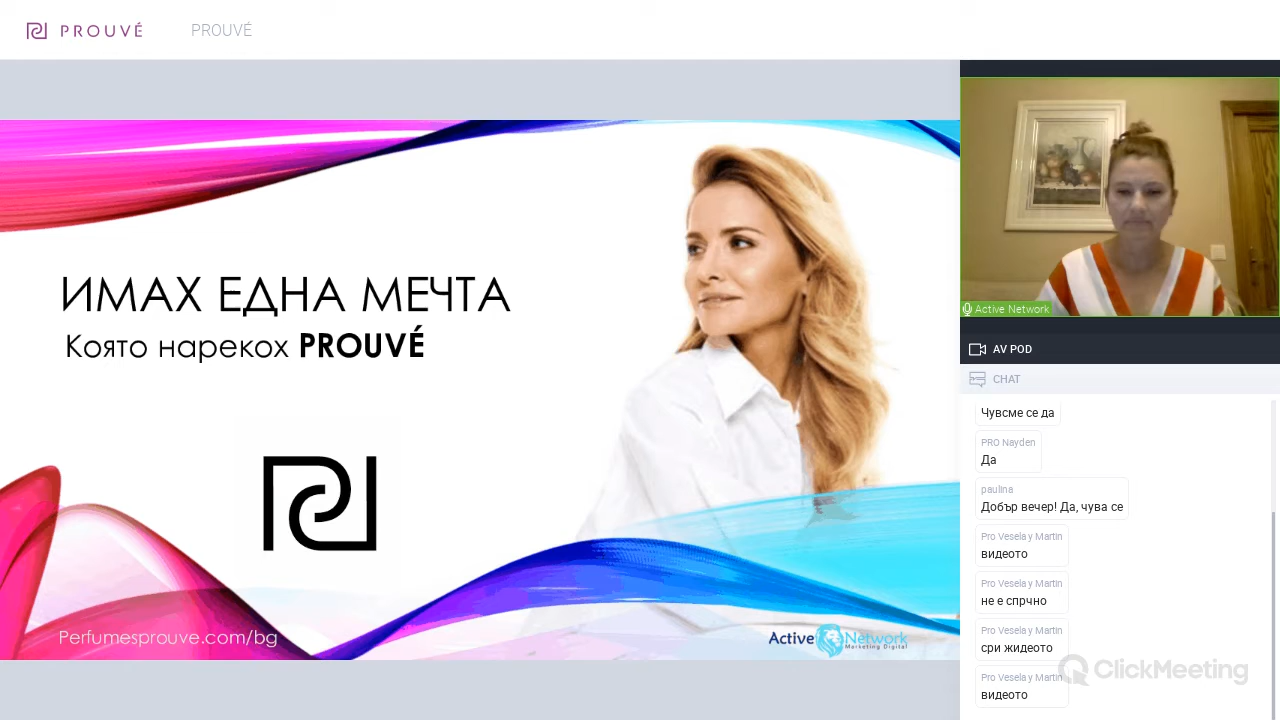 PROUVÉ
PROUVÉ
ИМАХ ЕДНА МЕЧТА
Която нарекох PROUVÉ
Perfumesprouve.com/bg
Active Network
Marketing Digital
Active Network
AV POD
CHAT
Чувсме се да
PRO Nayden
Да
paulina
Добър вечер! Да, чува се
Pro Vesela y Martin
видеото
Pro Vesela y Martin
не е спрчно
Pro Vesela y Martin
сри жидеото
Pro Vesela y Martin
видеото
ClickMeeting